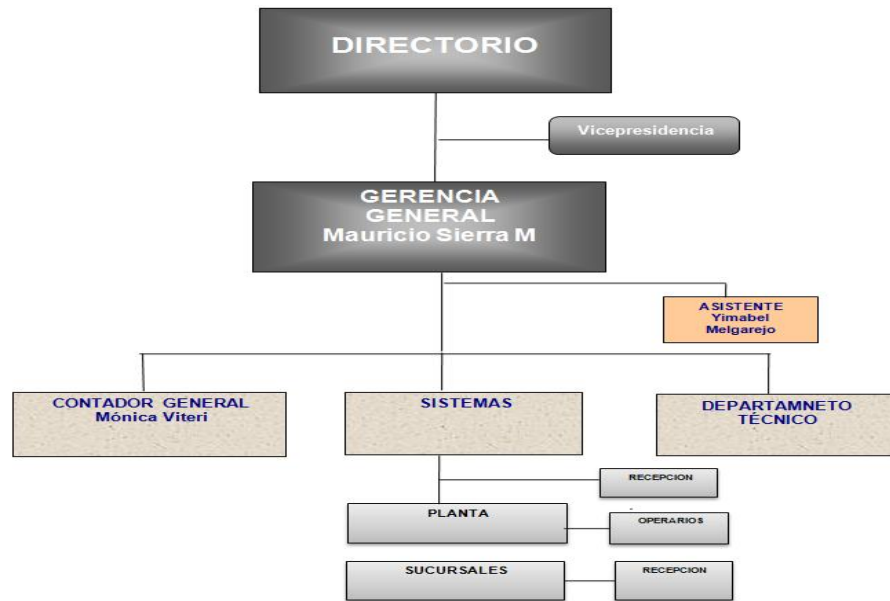 DIRECTORIO
Vicepresidencia
GERENCIA
GENERAL
Mauricio Sierra M
ASISTENTE
Yimabel
Melgarejo
CONTADOR GENERAL
Mónica Viteri
SISTEMAS
DEPARTAMNETO
TÉCNICO
RECEPCION
PLANTA
OPERARIOS
SUCURSALES
RECEPCION